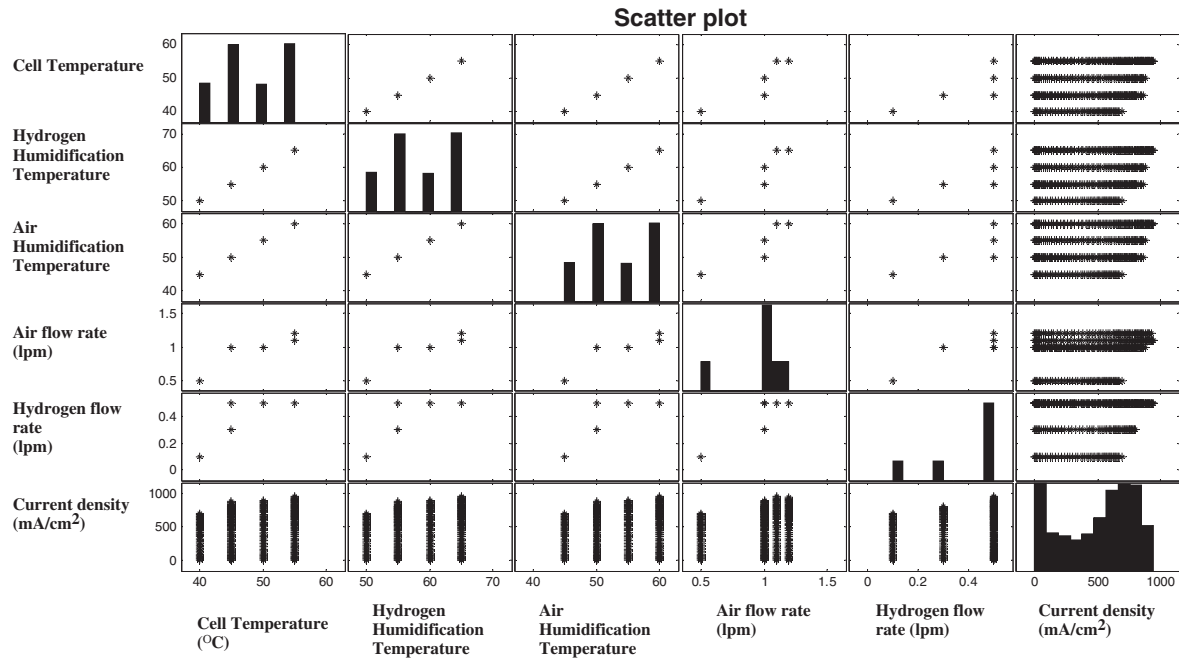 Scatter plot
Cell Temperature
60
50
40
Hydrogen
Humidification
Temperature
70
60
50
Air
Humidification
Temperature
60
50
40
Air flow rate
(lpm)
1.5
1
0.5
Hydrogen flow
rate
(lpm)
0.4
0.2
0
Current density
(mA/cm²)
1000
500
0
40 50 60
50 60 70
40 50 60
0.5 1 1.5
0 0.2 0.4
0 500 1000
Cell Temperature
(°C)
Hydrogen
Humidification
Temperature
Air
Humidification
Temperature
Air flow rate
(lpm)
Hydrogen flow
rate (lpm)
Current density
(mA/cm²)